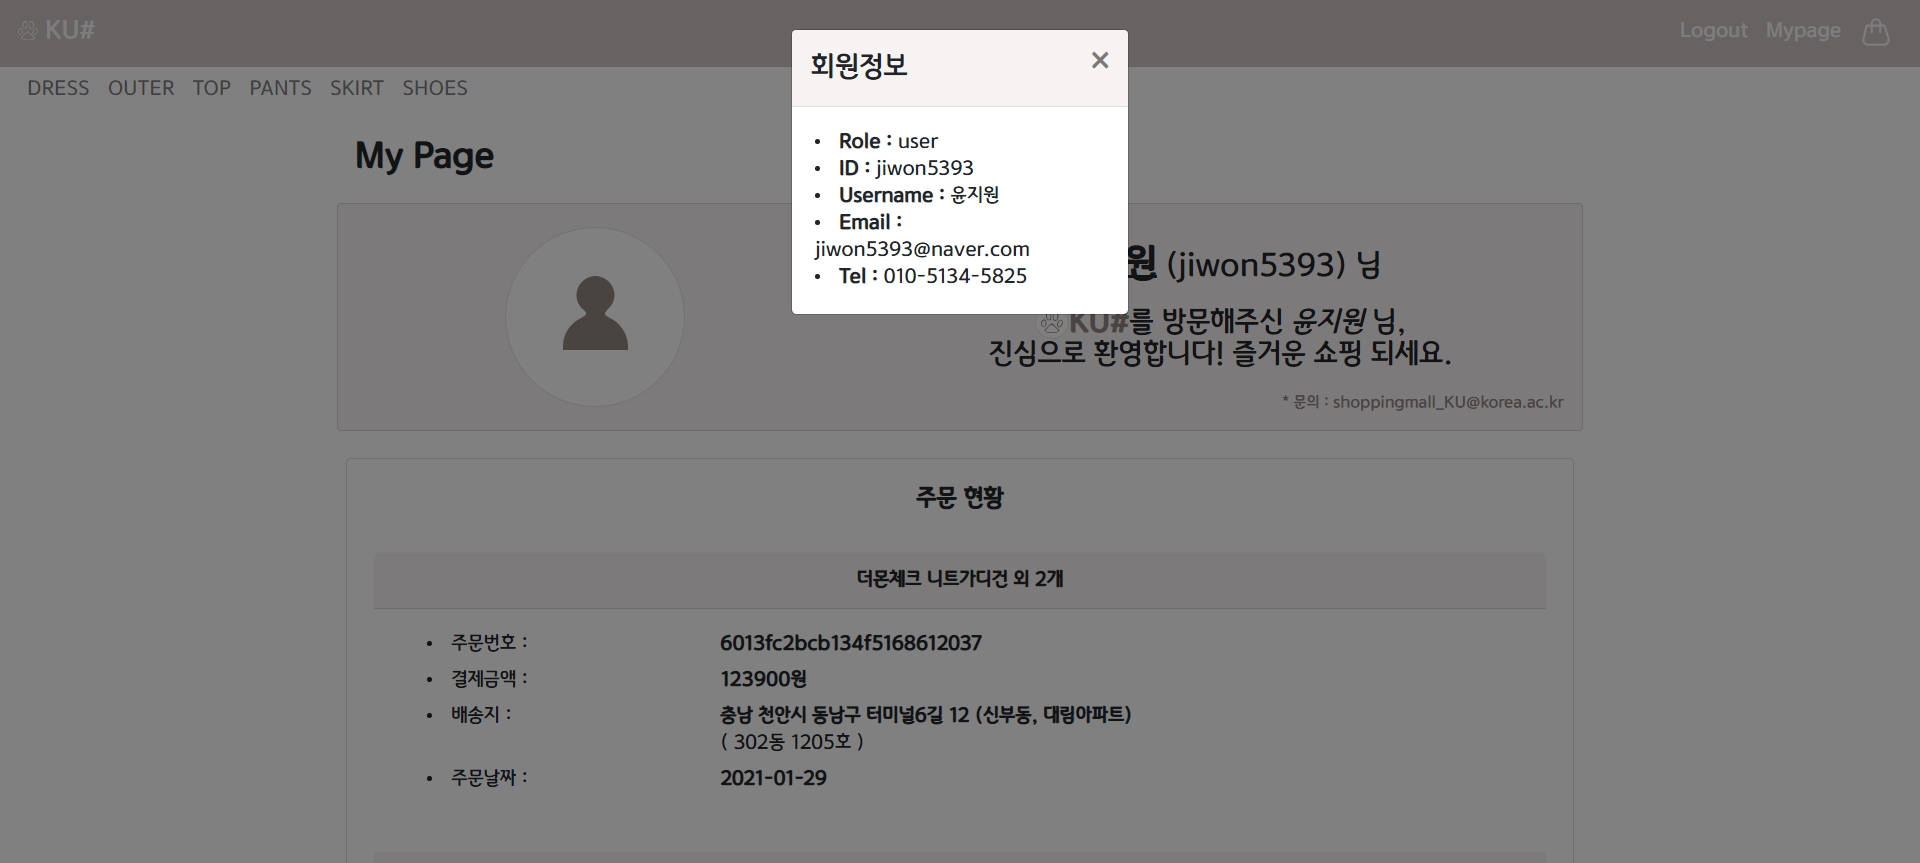 KU#
Logout Mypage
DRESS OUTER TOP PANTS SKIRT SHOES
회원정보
×
• Role : user
• ID : jiwon5393
• Username : 윤지원
• Email :
jiwon5393@naver.com
• Tel : 010-5134-5825
My Page
원 (jiwon5393) 님
KU#를 방문해주신 윤지원 님,
진심으로 환영합니다! 즐거운 쇼핑 되세요.
* 문의 : shoppingmall_KU@korea.ac.kr
주문 현황
더몬체크 니트가디건 외 2개
• 주문번호 : 6013fc2bcb134f5168612037
• 결제금액 : 123900원
• 배송지 : 충남 천안시 동남구 터미널6길 12 (신부동, 대림아파트)
( 302동 1205호 )
• 주문날짜 : 2021-01-29